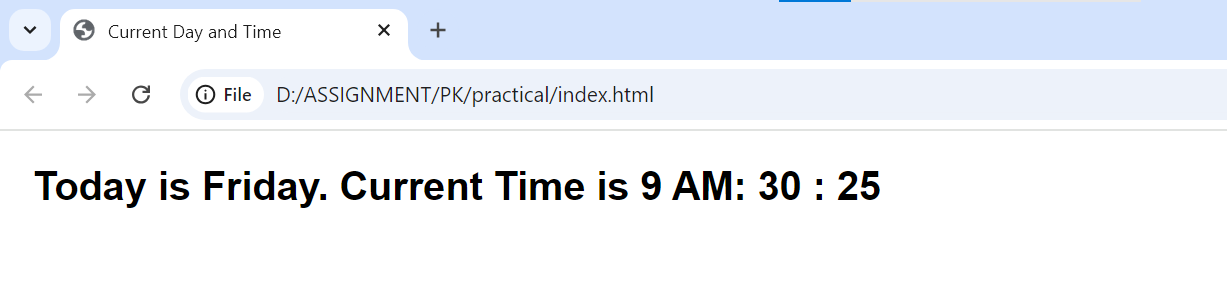 Current Day and Time
File D:/ASSIGNMENT/PK/practical/index.html
Today is Friday. Current Time is 9 AM: 30 : 25